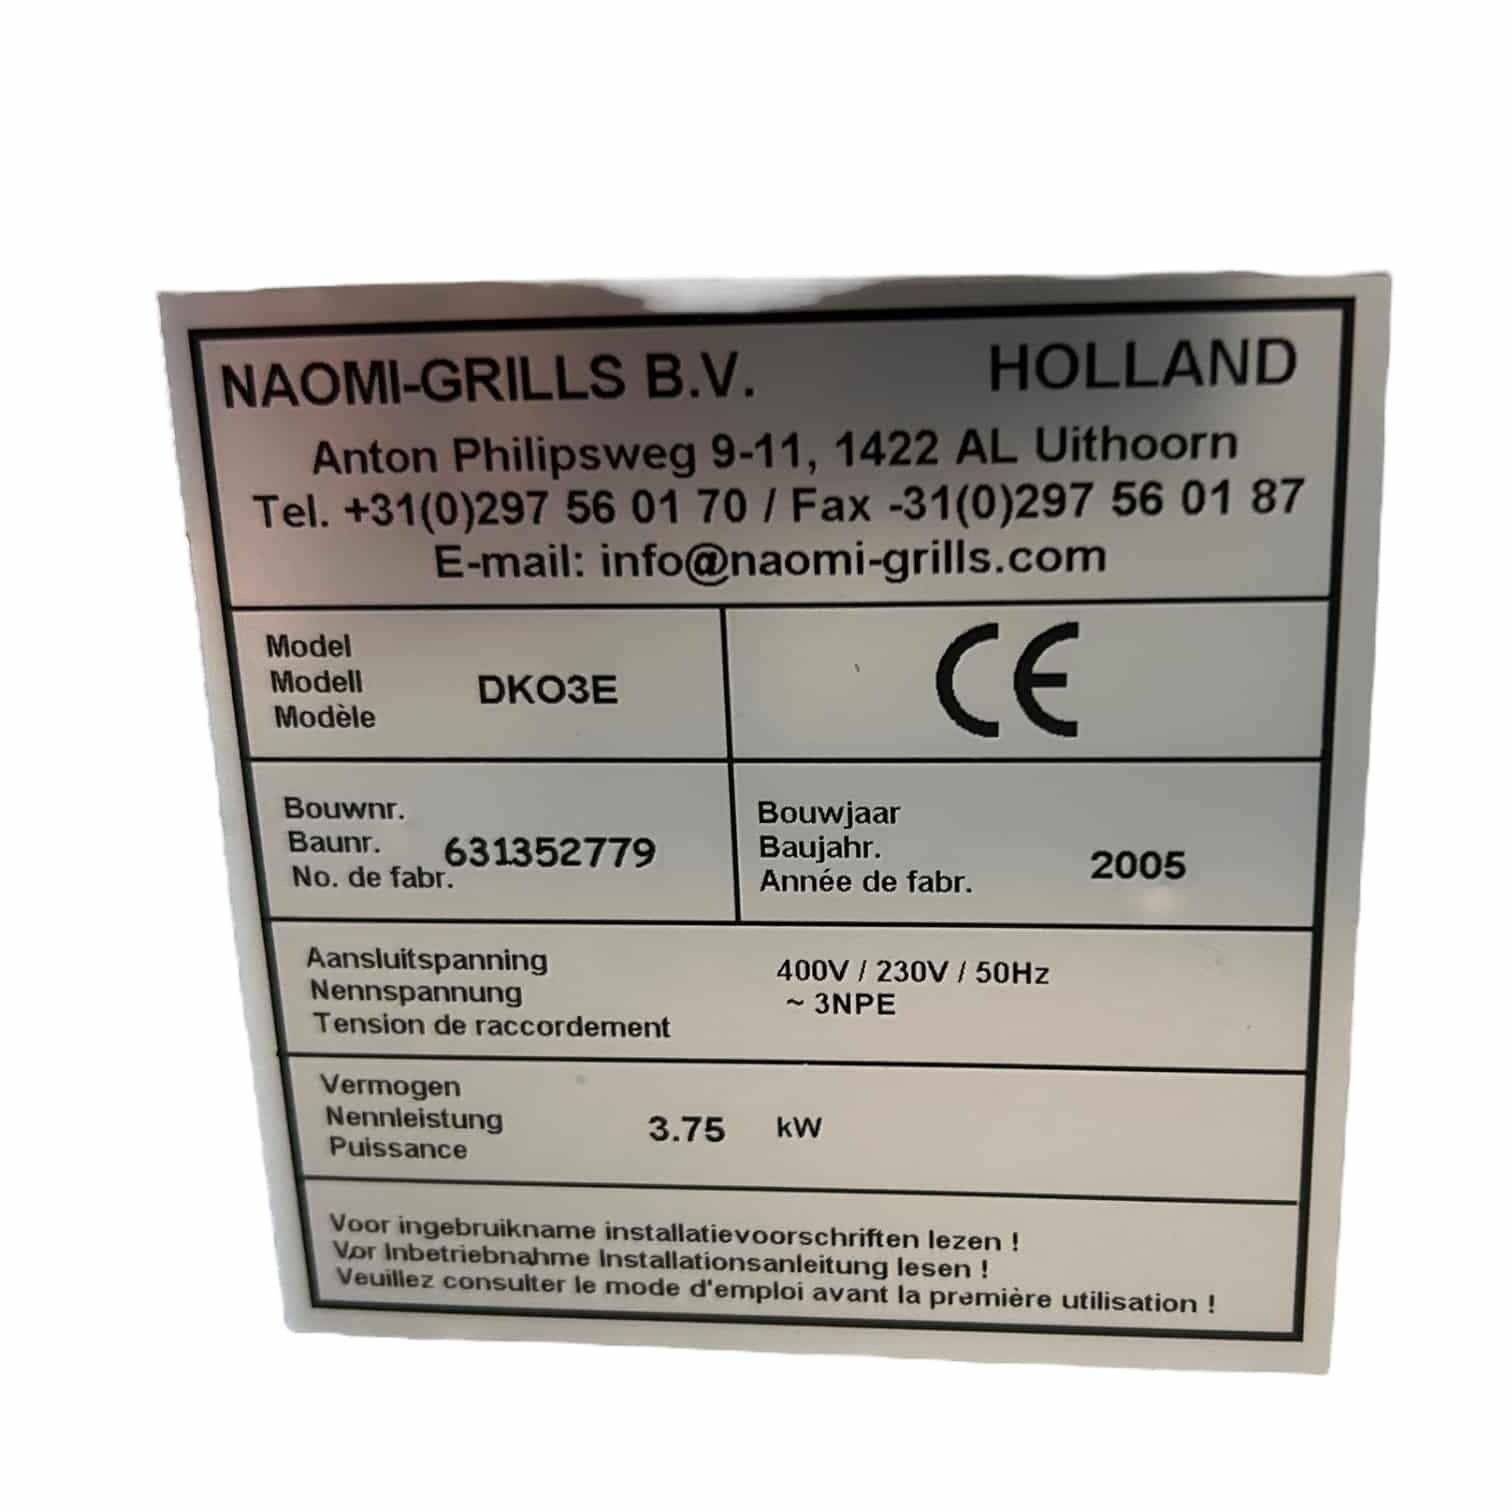 NAOMI-GRILLS B.V. HOLLAND
Anton Philipsweg 9-11, 1422 AL Uithoorn
Tel. +31(0)297 56 01 70 / Fax -31(0)297 56 01 87
E-mail: info@naomi-grills.com
Model
Modell
Modèle
DKO3E
CE
Bouwnr.
Baunr.
No. de fabr.
631352779
Bouwjaar
Baujahr.
Année de fabr.
2005
Aansluitspanning
Nennspannung
Tension de raccordement
400V / 230V / 50Hz
~ 3NPE
Vermogen
Nennleistung
Puissance
3.75 kW
Voor ingebruikname installatievoorschriften lezen !
Vor Inbetriebnahme Installationsanleitung lesen !
Veuillez consulter le mode d'emploi avant la première utilisation !